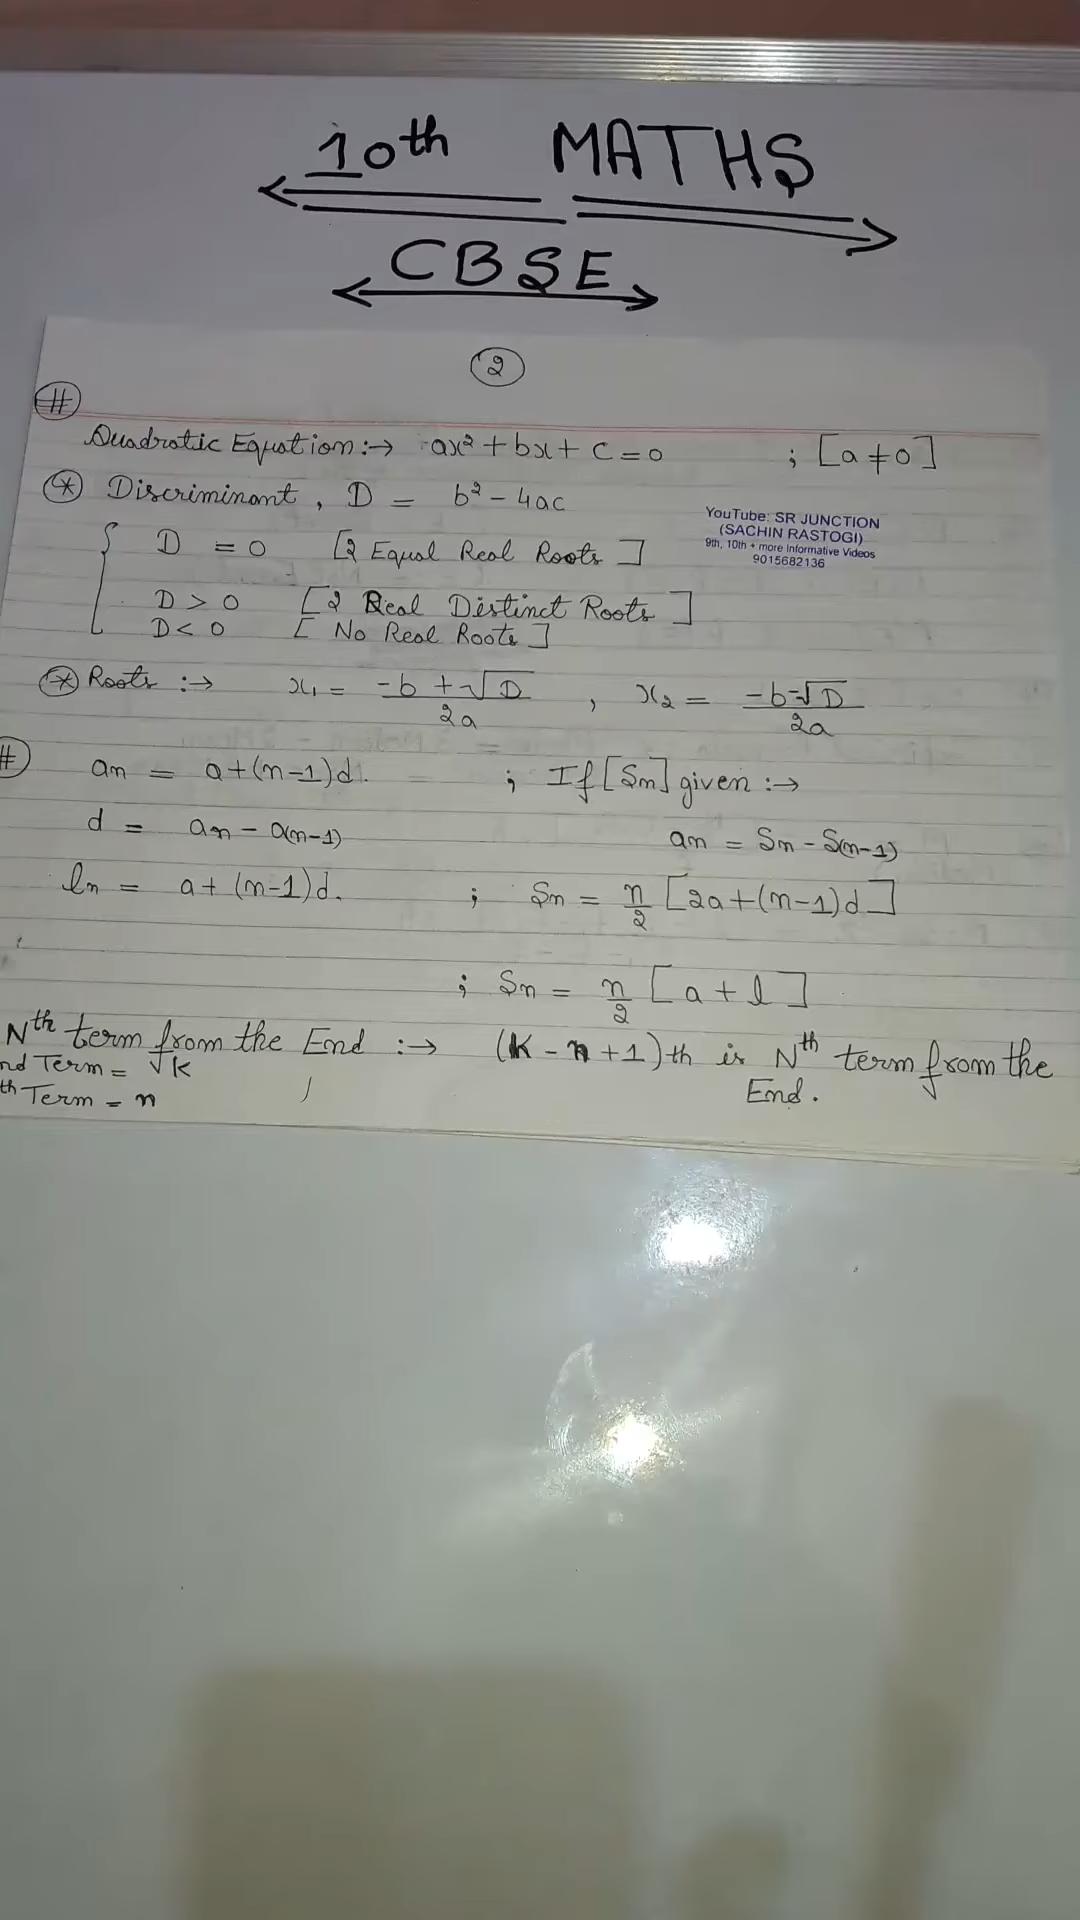 10th MATHS
CBSE
2
#
Quadratic Equation :→ ax² + bx + c = 0 ; [a ≠ 0]
* Discriminant, D = b² - 4ac
YouTube: SR JUNCTION
(SACHIN RASTOGI)
9th, 10th + more Informative Videos
9015682136
{ D = 0 [2 Equal Real Roots]
D > 0 [2 Real Distinct Roots]
D < 0 [No Real Roots]
* Roots :→ x₁ = (-b + √D)/2a , x₂ = (-b-√D)/2a
# an = a+(n-1)d. ; If [Sn] given :→
d = an - a(n-1) an = Sn - S(n-1)
ln = a + (n-1)d. ; Sn = n/2 [2a+(n-1)d]
; Sn = n/2 [a + l]
Nth term from the End :→ (K - n + 1)th is Nth term from the End.
nd Term = K
th Term = n